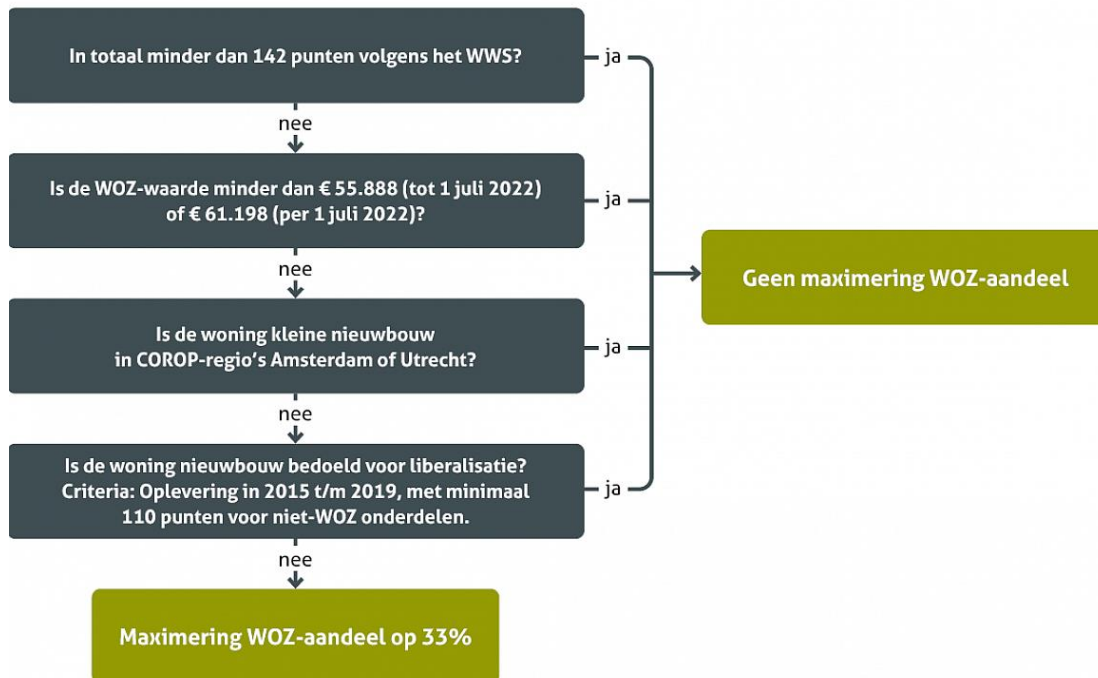 In totaal minder dan 142 punten volgens het WWS?
ja
nee
Is de WOZ-waarde minder dan € 55.888 (tot 1 juli 2022)
of € 61.198 (per 1 juli 2022)?
ja
nee
Geen maximering WOZ-aandeel
Is de woning kleine nieuwbouw
in COROP-regio's Amsterdam of Utrecht?
ja
nee
Is de woning nieuwbouw bedoeld voor liberalisatie?
Criteria: Oplevering in 2015 t/m 2019, met minimaal
110 punten voor niet-WOZ onderdelen.
ja
nee
Maximering WOZ-aandeel op 33%